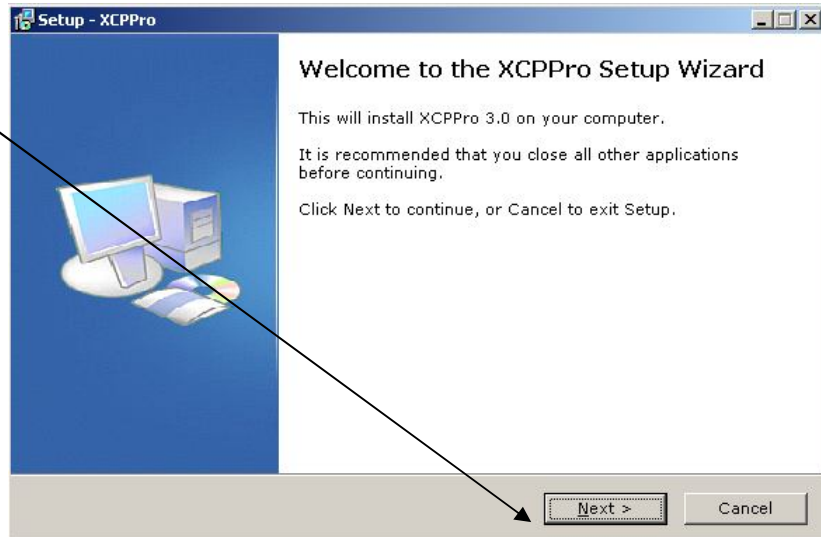 Setup - XCPPro
Welcome to the XCPPro Setup Wizard
This will install XCPPro 3.0 on your computer.
It is recommended that you close all other applications
before continuing.
Click Next to continue, or Cancel to exit Setup.
Next >
Cancel